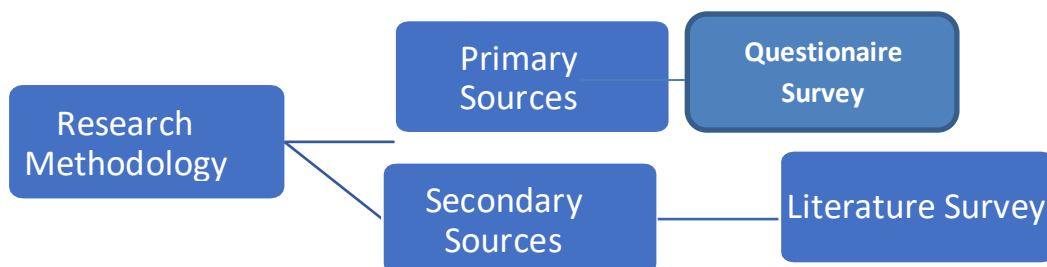 Primary
Sources
Questionaire
Survey
Research
Methodology
Secondary
Sources
Literature Survey